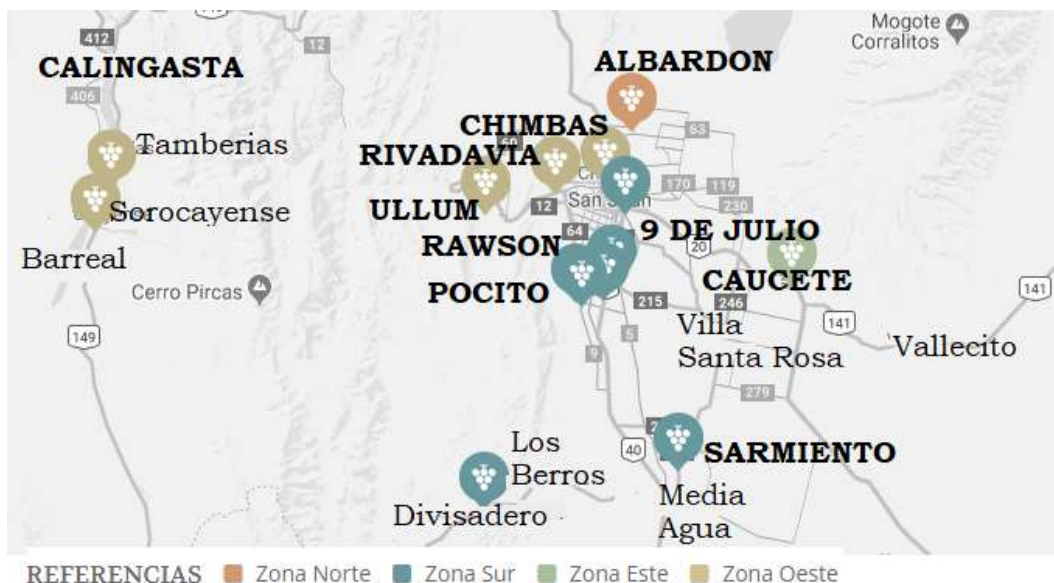 Mogote
Corralitos
412
12
CALINGASTA
ALBARDON
406
CHIMBAS
63
60
Tamberias
RIVADAVIA
170
119
San Juan
230
12
ULLUM
Sorocayense
64
9 DE JULIO
RAWSON
20
Barreal
CAUCETE
Cerro Pircas
POCITO
215
246
141
141
149
Villa
Santa Rosa
Vallecito
5
9
279
40
SARMIENTO
Los
Berros
Media
Agua
Divisadero
REFERENCIAS Zona Norte Zona Sur Zona Este Zona Oeste